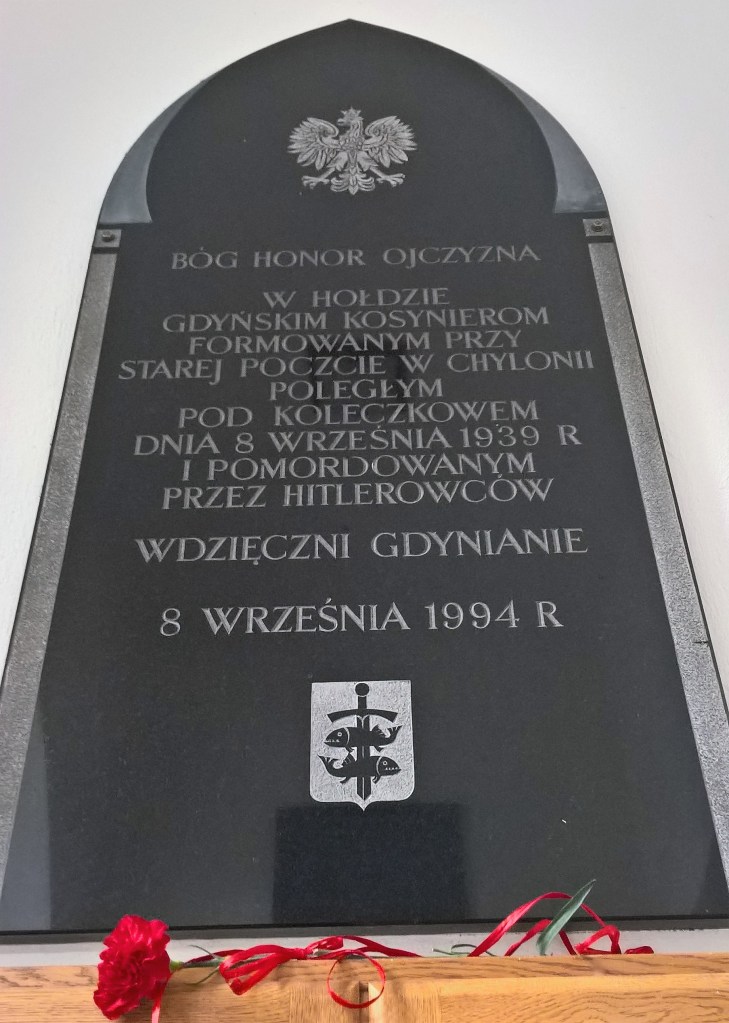 BÓG HONOR OJCZYZNA
W HOŁDZIE
GDYŃSKIM KOSYNIEROM
FORMOWANYM PRZY
STAREJ POCZCIE W CHYLONII
POLEGŁYM
POD KOLECZKOWEM
DNIA 8 WRZEŚNIA 1939 R
I POMORDOWANYM
PRZEZ HITLEROWCÓW
WDZIĘCZNI GDYNIANIE
8 WRZEŚNIA 1994 R